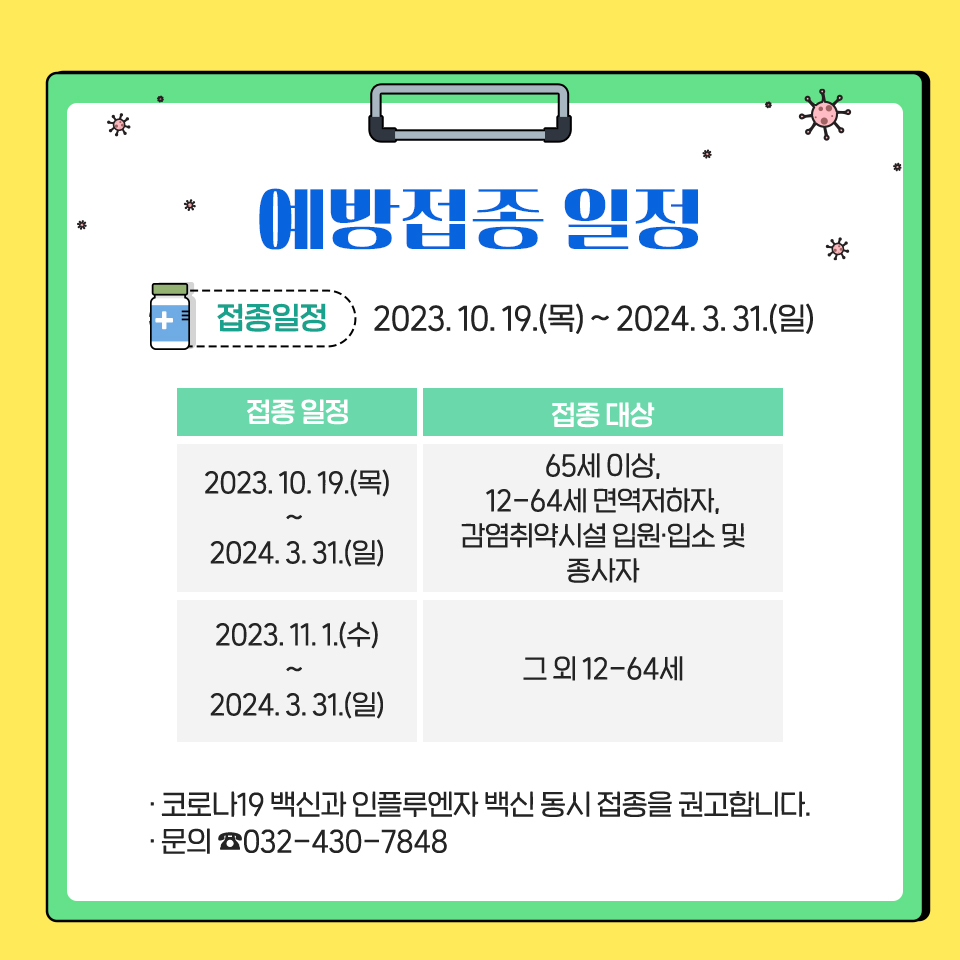 예방접종 일정
접종일정 2023. 10. 19.(목) ~ 2024. 3. 31.(일)
접종 일정
접종 대상
2023. 10. 19.(목)
~
2024. 3. 31.(일)
65세 이상,
12-64세 면역저하자,
감염취약시설 입원·입소 및
종사자
2023. 11. 1.(수)
~
2024. 3. 31.(일)
그 외 12-64세
· 코로나19 백신과 인플루엔자 백신 동시 접종을 권고합니다.
· 문의 ☎032-430-7848